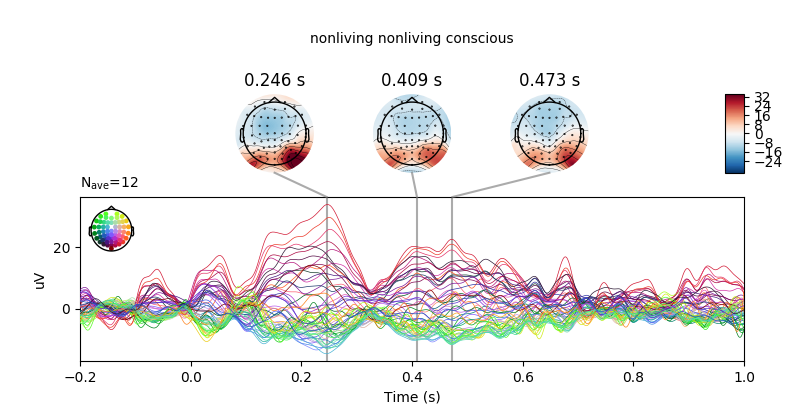 nonliving nonliving conscious
0.246 s
0.409 s
0.473 s
32
24
16
8
0
−8
−16
−24
Nave=12
20
0
uV
−0.2
0.0
0.2
0.4
0.6
0.8
1.0
Time (s)